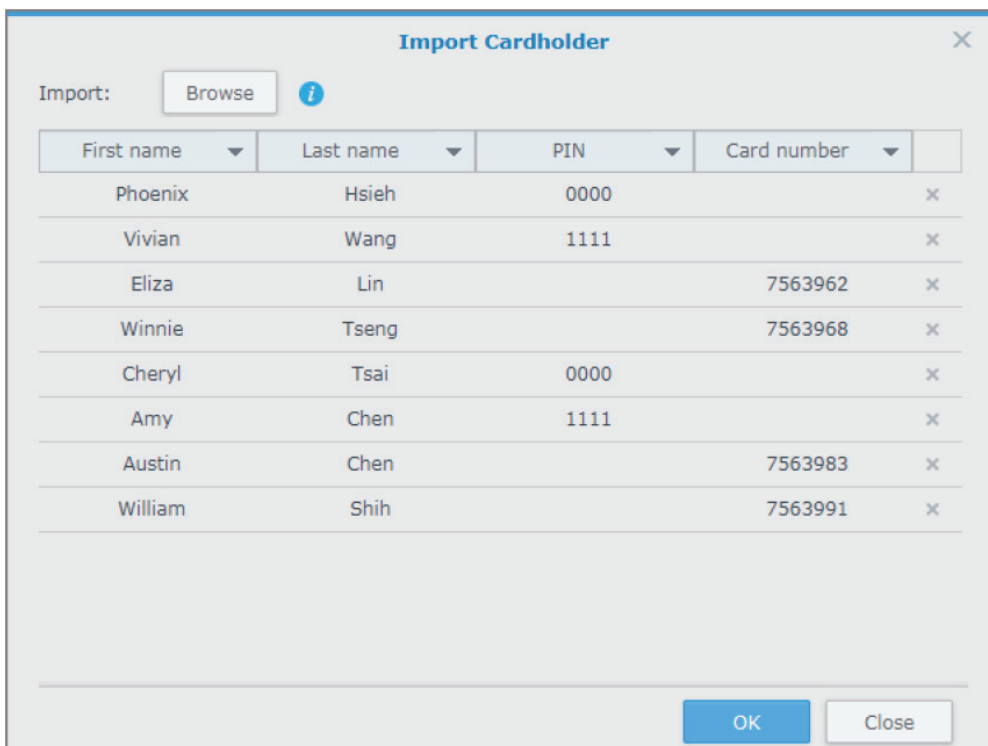 Import Cardholder
Import: Browse i
First name Last name PIN Card number
Phoenix Hsieh 0000
Vivian Wang 1111
Eliza Lin 7563962
Winnie Tseng 7563968
Cheryl Tsai 0000
Amy Chen 1111
Austin Chen 7563983
William Shih 7563991
OK Close